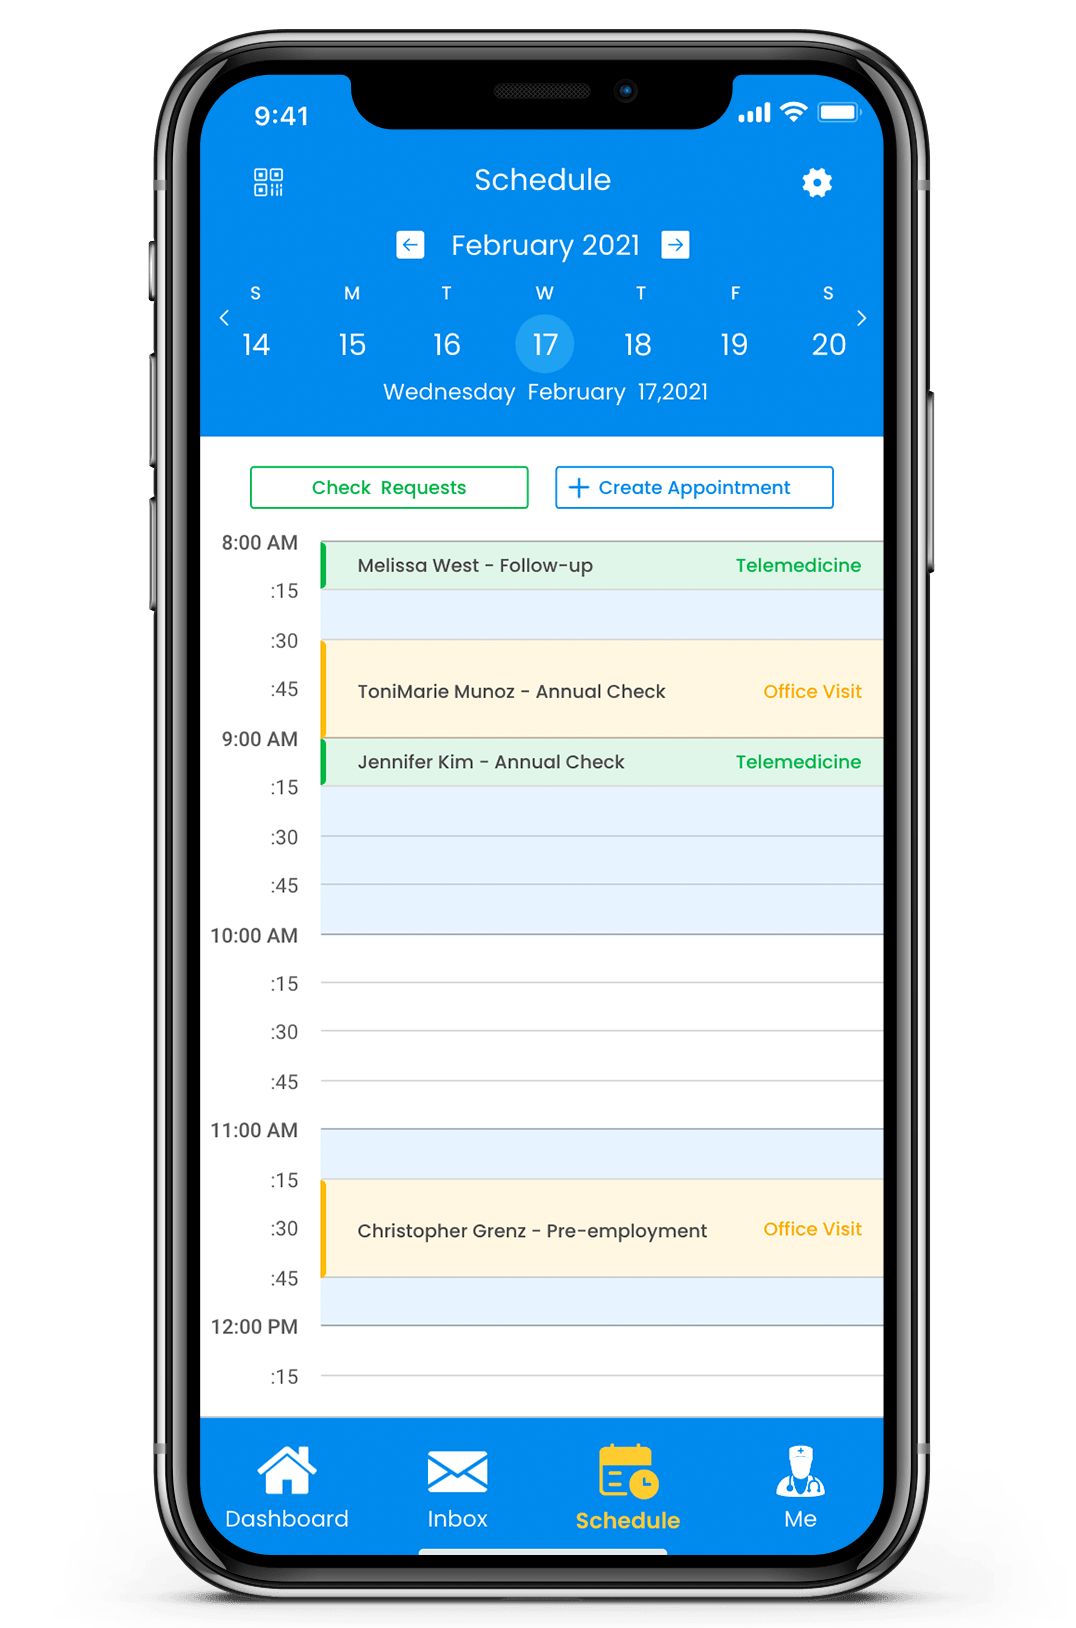 9:41
Schedule
February 2021
S M T W T F S
14 15 16 17 18 19 20
Wednesday February 17,2021
Check Requests + Create Appointment
8:00 AM
Melissa West - Follow-up Telemedicine
:15
:30
:45 ToniMarie Munoz - Annual Check Office Visit
9:00 AM
Jennifer Kim - Annual Check Telemedicine
:15
:30
:45
10:00 AM
:15
:30
:45
11:00 AM
:15
:30 Christopher Grenz - Pre-employment Office Visit
:45
12:00 PM
:15
Dashboard Inbox Schedule Me